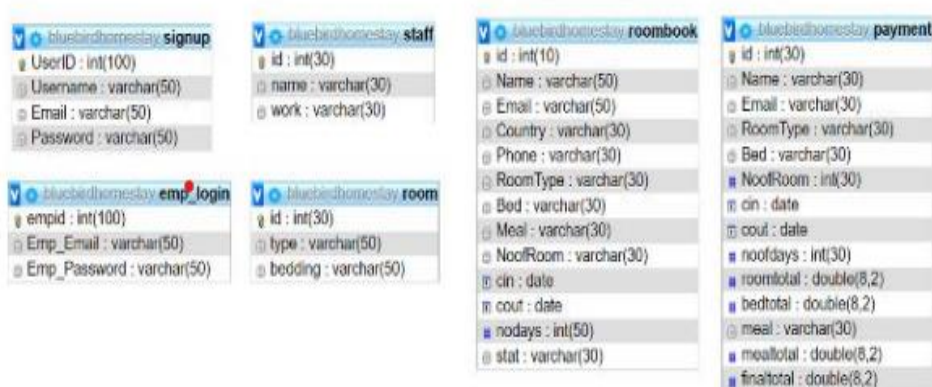 bluebirdhomestay signup
UserID : int(100)
Username : varchar(50)
Email : varchar(50)
Password : varchar(50)
bluebirdhomestay staff
id : int(30)
name : varchar(30)
work : varchar(30)
bluebirdhomestay emp_login
empid : int(100)
Emp_Email : varchar(50)
Emp_Password : varchar(50)
bluebirdhomestay room
id : int(30)
type : varchar(50)
bedding : varchar(50)
bluebirdhomestay roombook
id : int(10)
Name : varchar(50)
Email : varchar(50)
Country : varchar(30)
Phone : varchar(30)
RoomType : varchar(30)
Bed : varchar(30)
Meal : varchar(30)
NoofRoom : varchar(30)
cin : date
cout : date
nodays : int(50)
stat : varchar(30)
bluebirdhomestay payment
id : int(30)
Name : varchar(30)
Email : varchar(30)
RoomType : varchar(30)
Bed : varchar(30)
NoofRoom : int(30)
cin : date
cout : date
noofdays : int(30)
roomtotal : double(8,2)
bedtotal : double(8,2)
meal : varchar(30)
mealtotal : double(8,2)
finaltotal : double(8,2)